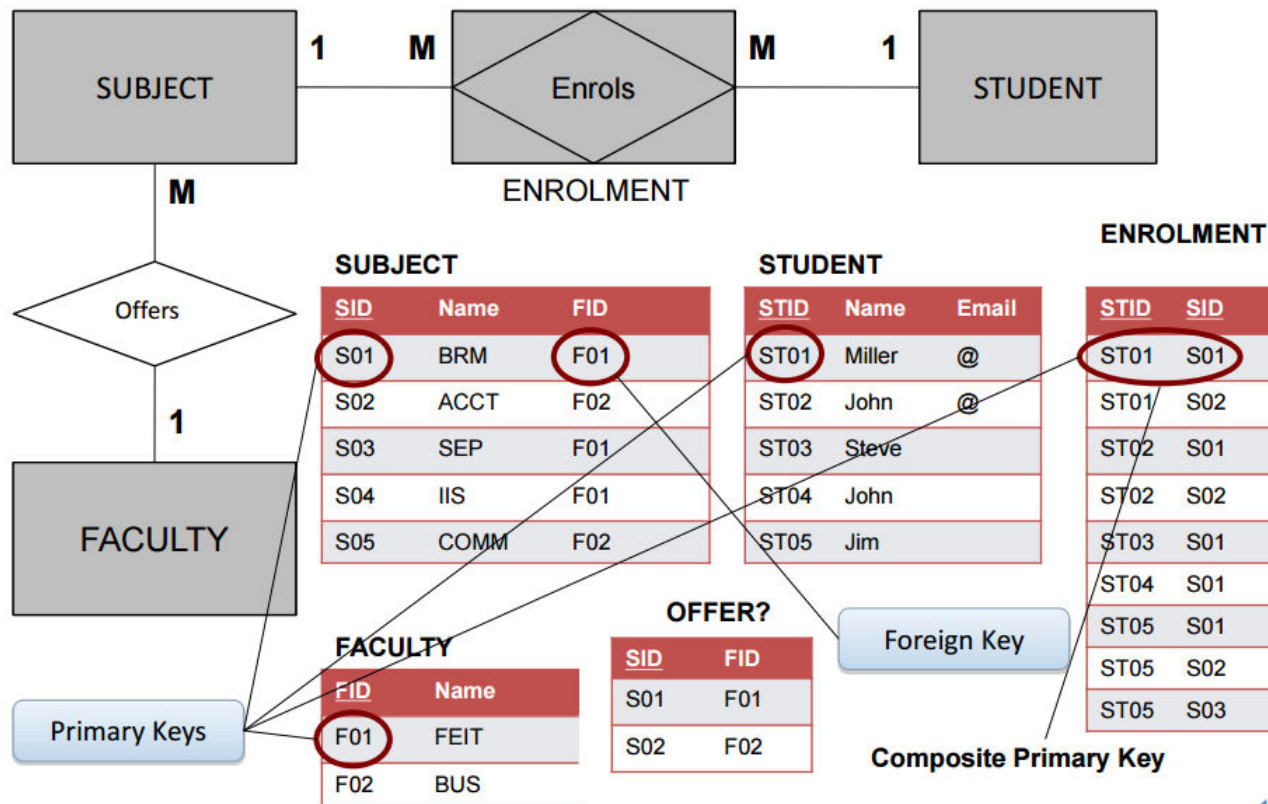 SUBJECT
1
M
Enrols
M
1
STUDENT
ENROLMENT
M
Offers
1
FACULTY
SUBJECT
SID Name FID
S01 BRM F01
S02 ACCT F02
S03 SEP F01
S04 IIS F01
S05 COMM F02
STUDENT
STID Name Email
ST01 Miller @
ST02 John @
ST03 Steve
ST04 John
ST05 Jim
ENROLMENT
STID SID
ST01 S01
ST01 S02
ST02 S01
ST02 S02
ST03 S01
ST04 S01
ST05 S01
ST05 S02
ST05 S03
FACULTY
FID Name
F01 FEIT
F02 BUS
OFFER?
SID FID
S01 F01
S02 F02
Foreign Key
Primary Keys
Composite Primary Key